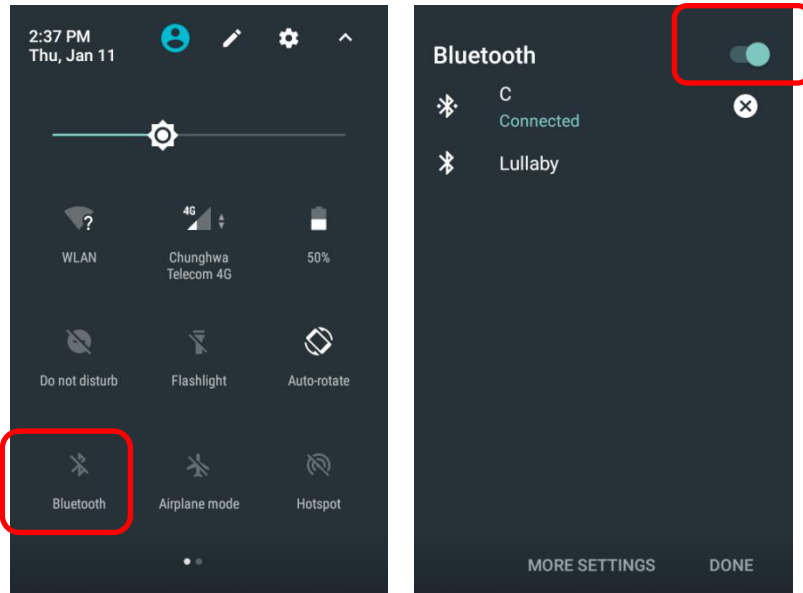 2:37 PM
Thu, Jan 11
?
WLAN
4G
Chunghwa
Telecom 4G
50%
Do not disturb
Flashlight
Auto-rotate
Bluetooth
Airplane mode
Hotspot
Bluetooth
C
Connected
Lullaby
MORE SETTINGS
DONE